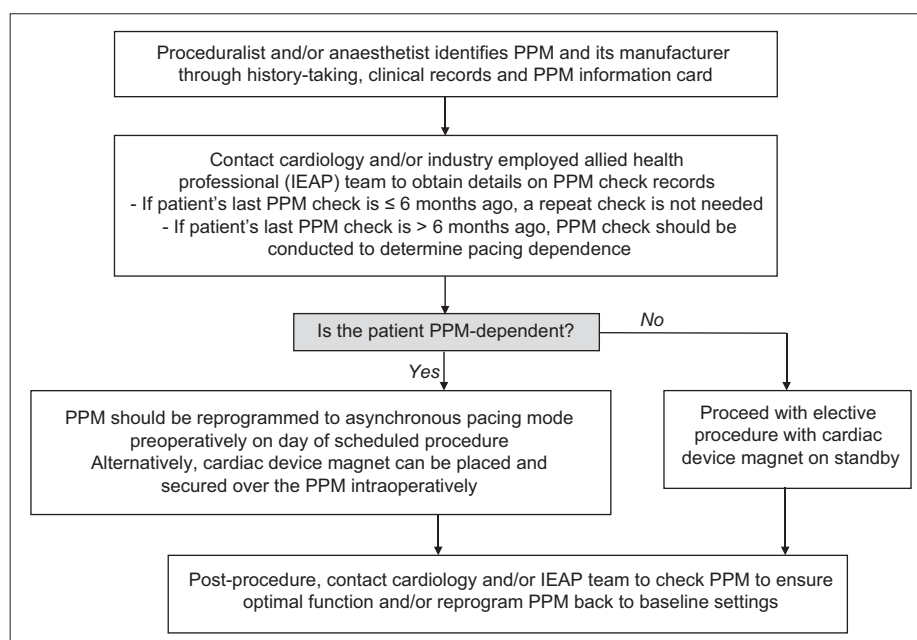 Proceduralist and/or anaesthetist identifies PPM and its manufacturer
through history-taking, clinical records and PPM information card
Contact cardiology and/or industry employed allied health
professional (IEAP) team to obtain details on PPM check records
- If patient's last PPM check is ≤ 6 months ago, a repeat check is not needed
- If patient's last PPM check is > 6 months ago, PPM check should be
conducted to determine pacing dependence
Is the patient PPM-dependent?
No
Yes
PPM should be reprogrammed to asynchronous pacing mode
preoperatively on day of scheduled procedure
Alternatively, cardiac device magnet can be placed and
secured over the PPM intraoperatively
Proceed with elective
procedure with cardiac
device magnet on standby
Post-procedure, contact cardiology and/or IEAP team to check PPM to ensure
optimal function and/or reprogram PPM back to baseline settings